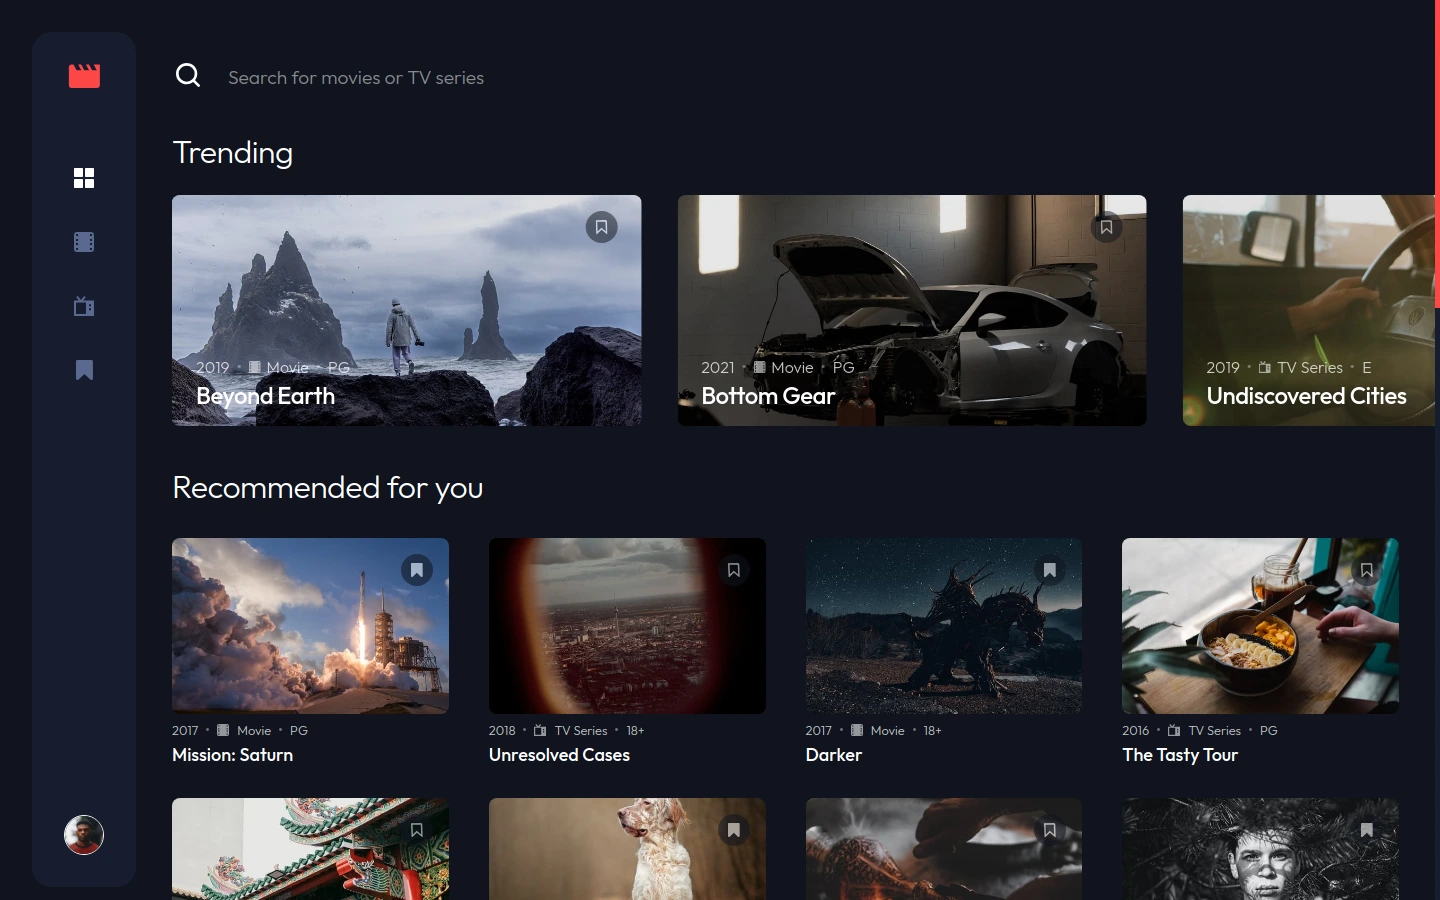 Search for movies or TV series
Trending
2019 • Movie • PG
Beyond Earth
2021 • Movie • PG
Bottom Gear
2019 • TV Series • E
Undiscovered Cities
Recommended for you
2017 • Movie • PG
Mission: Saturn
2018 • TV Series • 18+
Unresolved Cases
2017 • Movie • 18+
Darker
2016 • TV Series • PG
The Tasty Tour